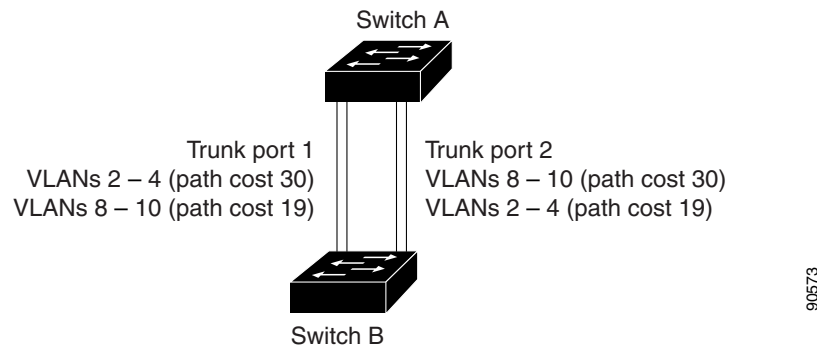 Switch A
Trunk port 1
VLANs 2 – 4 (path cost 30)
VLANs 8 – 10 (path cost 19)
Trunk port 2
VLANs 8 – 10 (path cost 30)
VLANs 2 – 4 (path cost 19)
Switch B
90573